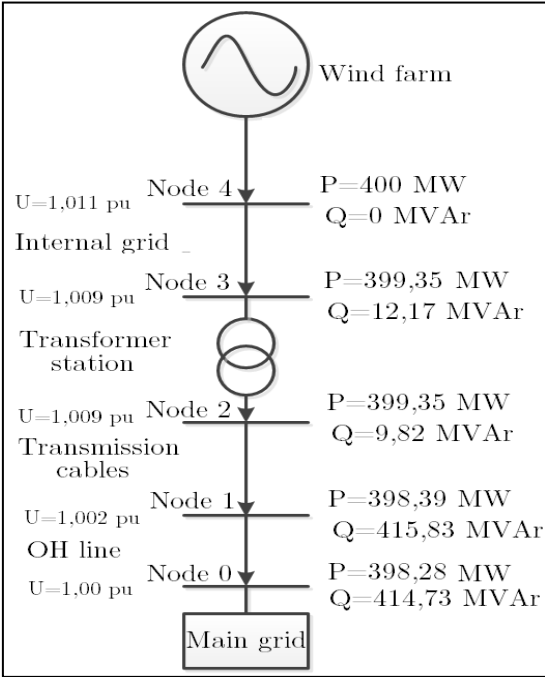 Wind farm
Node 4
P=400 MW
U=1,011 pu
Q=0 MVAr
Internal grid
Node 3
P=399,35 MW
U=1,009 pu
Q=12,17 MVAr
Transformer
station
Node 2
P=399,35 MW
U=1,009 pu
Q=9,82 MVAr
Transmission
cables
Node 1
P=398,39 MW
U=1,002 pu
Q=415,83 MVAr
OH line
Node 0
P=398,28 MW
U=1,00 pu
Q=414,73 MVAr
Main grid